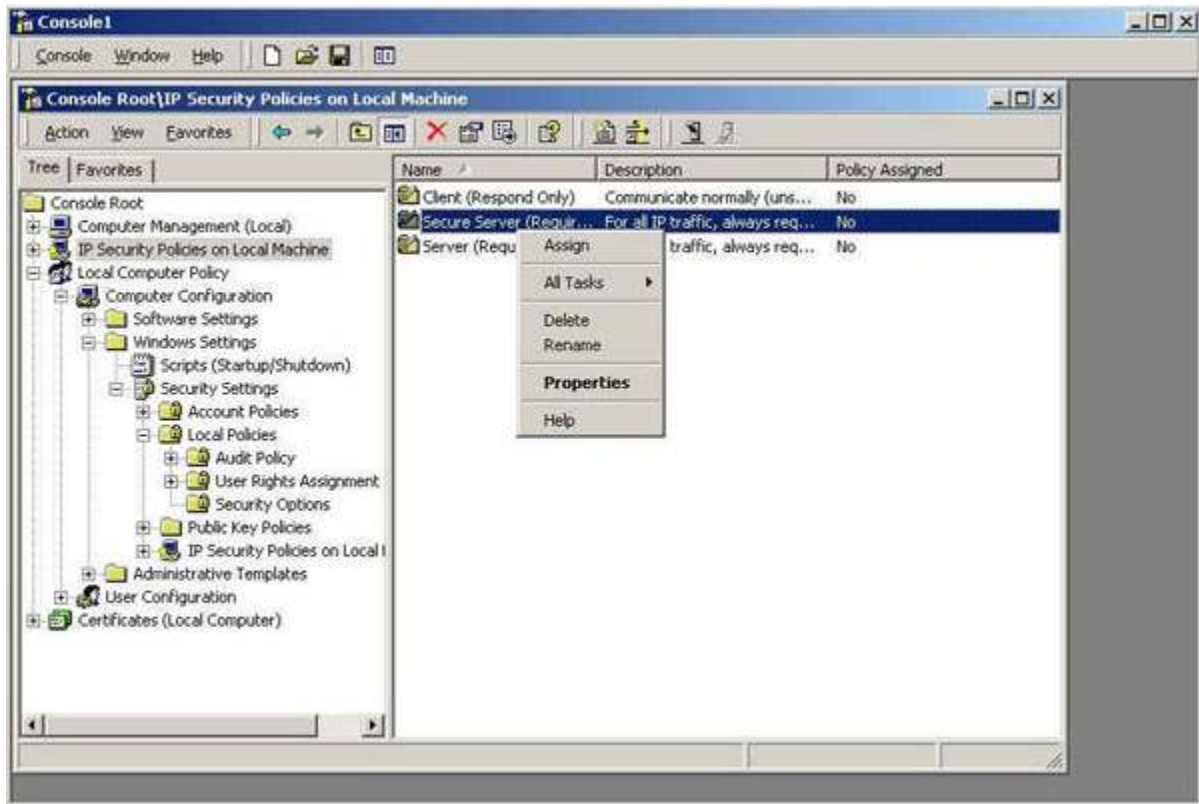 Console1
Console Window Help
Console Root\IP Security Policies on Local Machine
Action View Favorites
Tree Favorites
Name Description Policy Assigned
Console Root
Computer Management (Local)
IP Security Policies on Local Machine
Local Computer Policy
Computer Configuration
Software Settings
Windows Settings
Scripts (Startup/Shutdown)
Security Settings
Account Policies
Local Policies
Audit Policy
User Rights Assignment
Security Options
Public Key Policies
IP Security Policies on Local
Administrative Templates
User Configuration
Certificates (Local Computer)
Client (Respond Only) Communicate normally (uns... No
Secure Server (Requir... For all IP traffic, always req... No
Server (Requ traffic, always req... No
Assign
All Tasks
Delete
Rename
Properties
Help